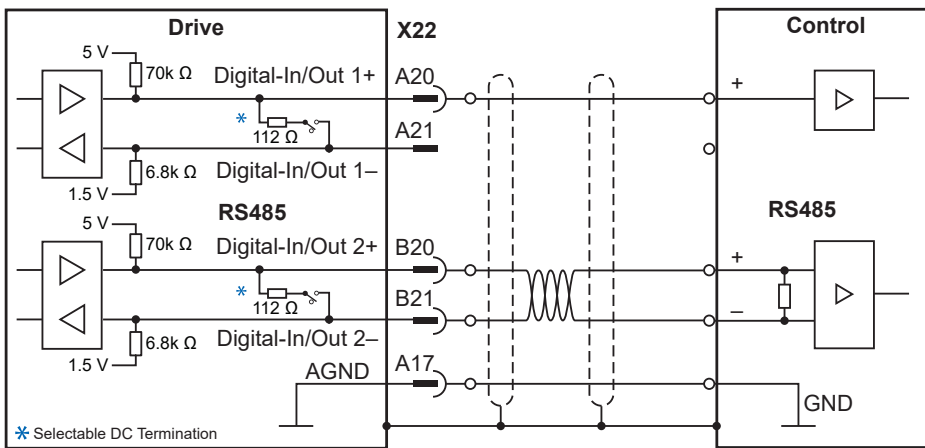 Drive
X22
Control
5 V
70k Ω
Digital-In/Out 1+
A20
+
*
112 Ω
A21
6.8k Ω
Digital-In/Out 1–
1.5 V
RS485
RS485
5 V
70k Ω
Digital-In/Out 2+
B20
+
*
112 Ω
B21
–
6.8k Ω
Digital-In/Out 2–
1.5 V
AGND
A17
GND
* Selectable DC Termination